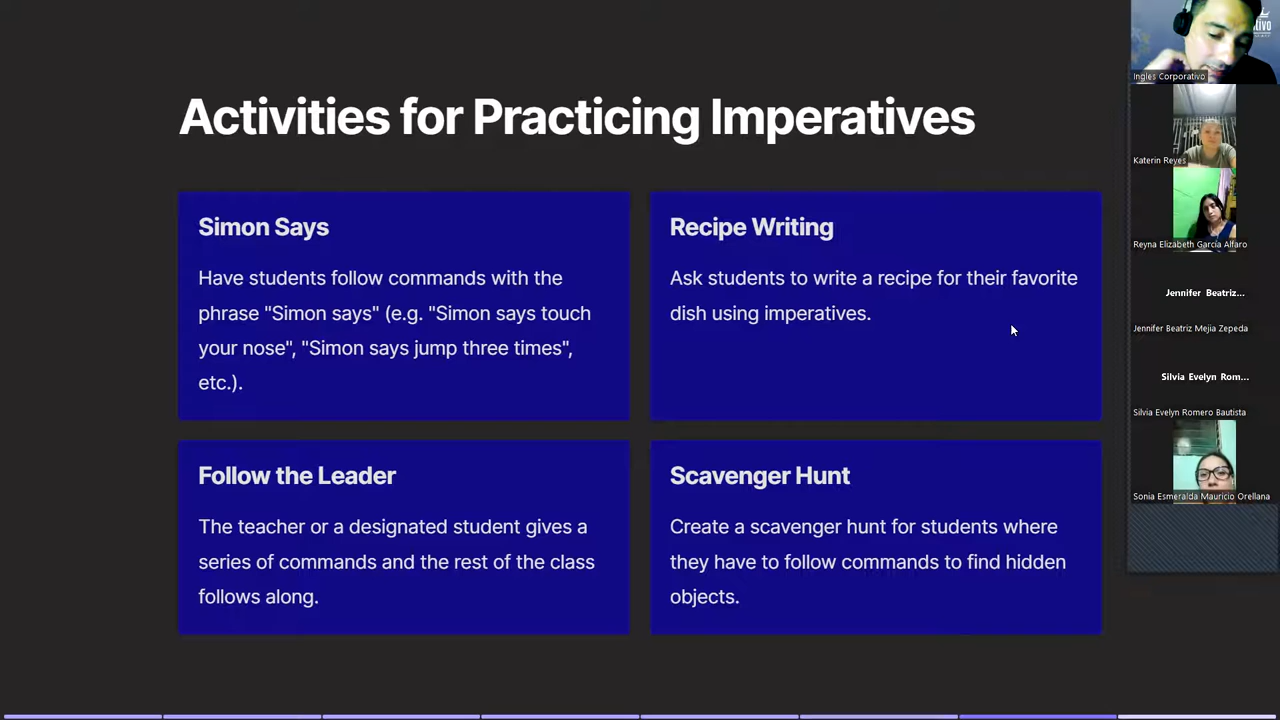 Activities for Practicing Imperatives
Simon Says
Have students follow commands with the
phrase "Simon says" (e.g. "Simon says touch
your nose", "Simon says jump three times",
etc.).
Recipe Writing
Ask students to write a recipe for their favorite
dish using imperatives.
Follow the Leader
The teacher or a designated student gives a
series of commands and the rest of the class
follows along.
Scavenger Hunt
Create a scavenger hunt for students where
they have to follow commands to find hidden
objects.
Ingles Corporativo
Katerin Reyes
Reyna Elizabeth García Alfaro
Jennifer Beatriz...
Jennifer Beatriz Mejia Zepeda
Silvia Evelyn Rom...
Silvia Evelyn Romero Bautista
Sonia Esmeralda Mauricio Orellana